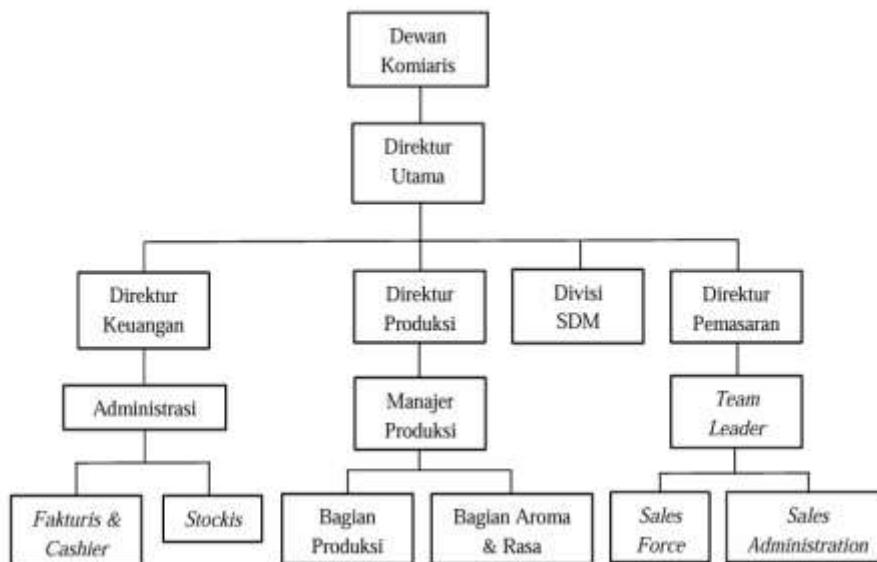 Dewan
Komiaris
Direktur
Utama
Direktur
Keuangan
Direktur
Produksi
Divisi
SDM
Direktur
Pemasaran
Administrasi
Manajer
Produksi
Team
Leader
Fakturis &
Cashier
Stockis
Bagian
Produksi
Bagian Aroma
& Rasa
Sales
Force
Sales
Administration